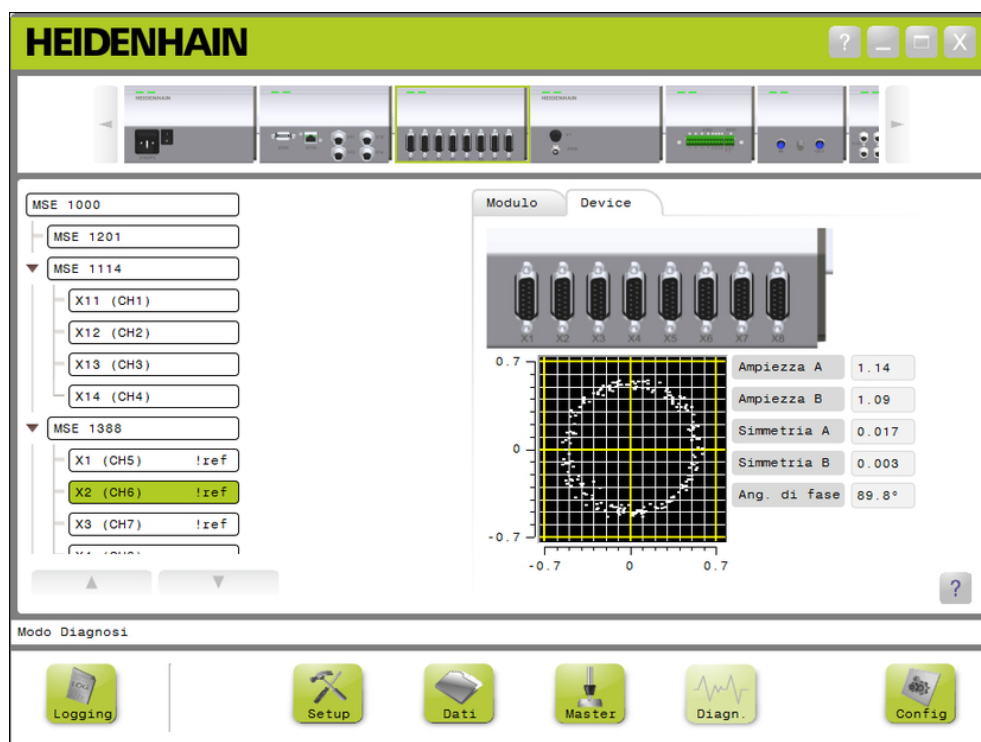 HEIDENHAIN
?
X
HEIDENHAIN
HEIDENHAIN
MSE 1000
MSE 1201
MSE 1114
X11 (CH1)
X12 (CH2)
X13 (CH3)
X14 (CH4)
MSE 1388
X1 (CH5) !ref
X2 (CH6) !ref
X3 (CH7) !ref
Modulo Device
X1 X2 X3 X4 X5 X6 X7 X8
0.7
0
-0.7
-0.7 0 0.7
Ampiezza A 1.14
Ampiezza B 1.09
Simmetria A 0.017
Simmetria B 0.003
Ang. di fase 89.8°
?
Modo Diagnosi
LOG
Logging
Setup
Dati
Master
Diagn.
Config